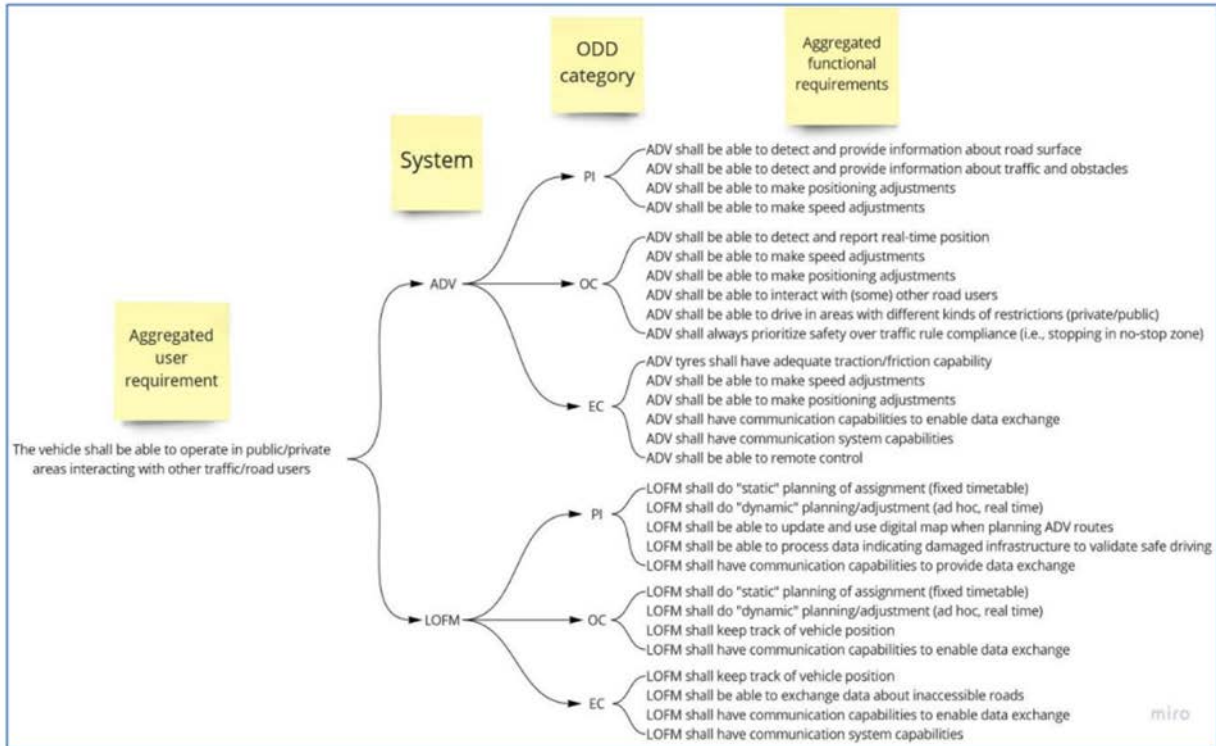 ODD
category
Aggregated
functional
requirements
System
Aggregated
user
requirement
The vehicle shall be able to operate in public/private
areas interacting with other traffic/road users
ADV
PI
ADV shall be able to detect and provide information about road surface
ADV shall be able to detect and provide information about traffic and obstacles
ADV shall be able to make positioning adjustments
ADV shall be able to make speed adjustments
OC
ADV shall be able to detect and report real-time position
ADV shall be able to make speed adjustments
ADV shall be able to make positioning adjustments
ADV shall be able to interact with (some) other road users
ADV shall be able to drive in areas with different kinds of restrictions (private/public)
ADV shall always prioritize safety over traffic rule compliance (i.e., stopping in no-stop zone)
EC
ADV tyres shall have adequate traction/friction capability
ADV shall be able to make speed adjustments
ADV shall be able to make positioning adjustments
ADV shall have communication capabilities to enable data exchange
ADV shall have communication system capabilities
ADV shall be able to remote control
LOFM
PI
LOFM shall do "static" planning of assignment (fixed timetable)
LOFM shall do "dynamic" planning/adjustment (ad hoc, real time)
LOFM shall be able to update and use digital map when planning ADV routes
LOFM shall be able to process data indicating damaged infrastructure to validate safe driving
LOFM shall have communication capabilities to provide data exchange
OC
LOFM shall do "static" planning of assignment (fixed timetable)
LOFM shall do "dynamic" planning/adjustment (ad hoc, real time)
LOFM shall keep track of vehicle position
LOFM shall have communication capabilities to enable data exchange
EC
LOFM shall keep track of vehicle position
LOFM shall be able to exchange data about inaccessible roads
LOFM shall have communication capabilities to enable data exchange
LOFM shall have communication system capabilities
miro